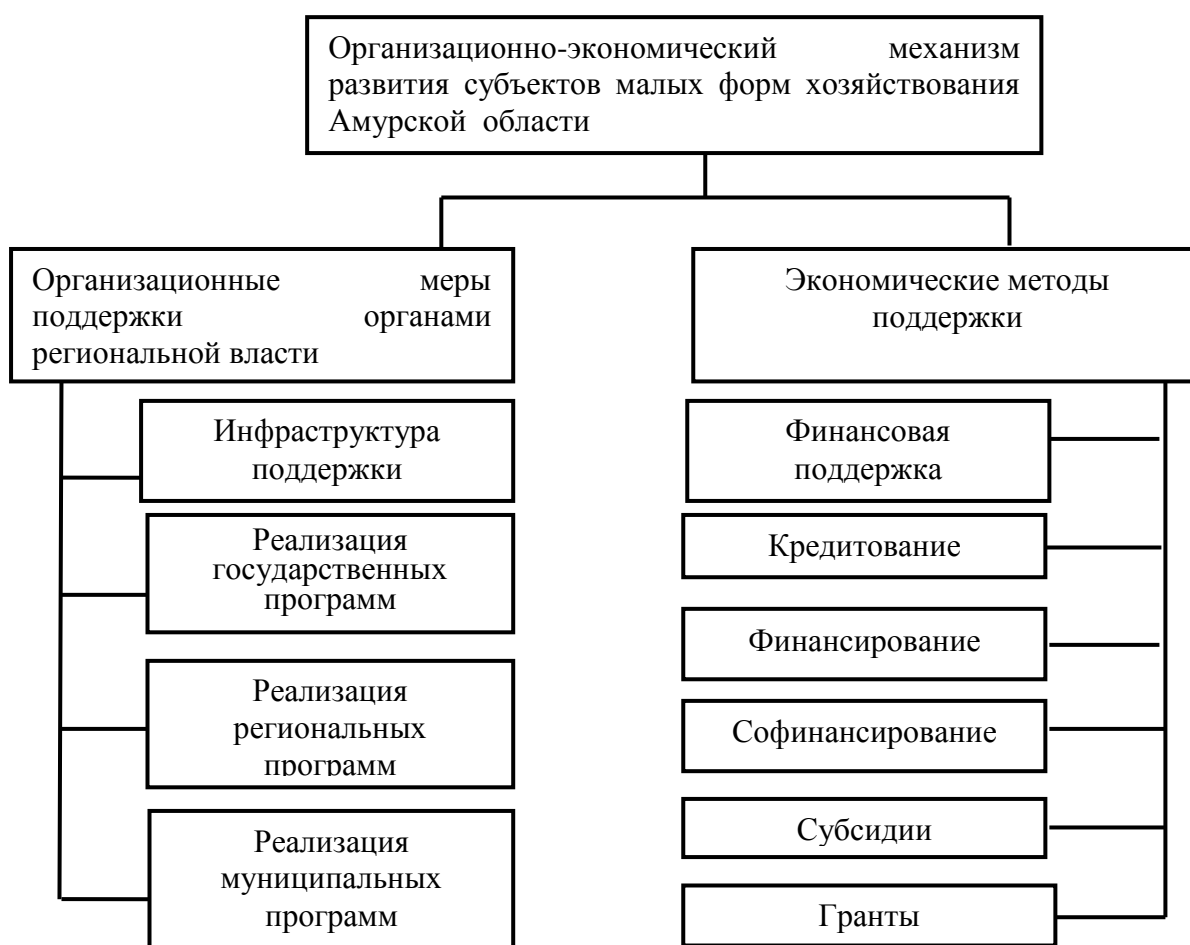 Организационно-экономический механизм
развития субъектов малых форм хозяйствования
Амурской области
Организационные меры
поддержки органами
региональной власти
Инфраструктура
поддержки
Реализация
государственных
программ
Реализация
региональных
программ
Реализация
муниципальных
программ
Экономические методы
поддержки
Финансовая
поддержка
Кредитование
Финансирование
Софинансирование
Субсидии
Гранты